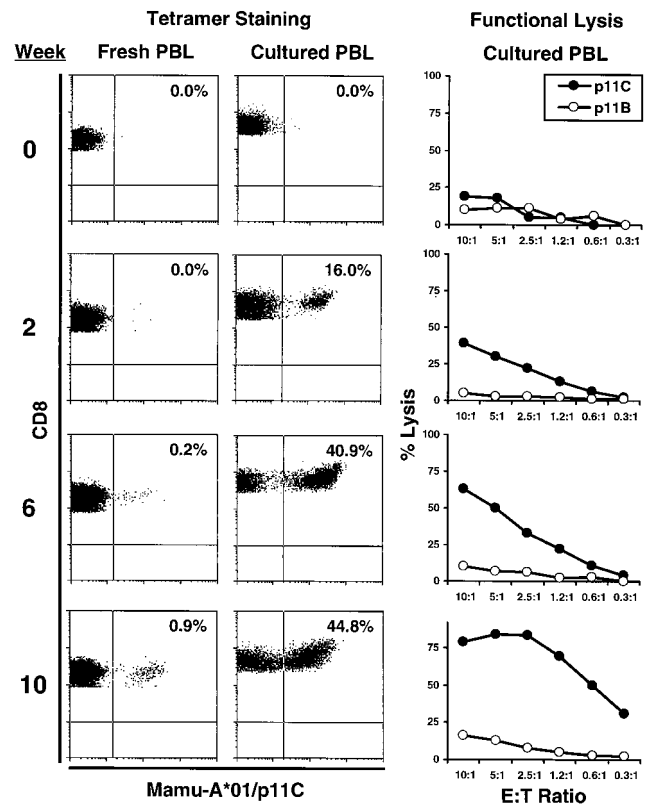 Tetramer Staining
Functional Lysis
Week
Fresh PBL
Cultured PBL
Cultured PBL
0
0.0%
0.0%
100
75
50
25
0
p11C
p11B
10:1 5:1 2.5:1 1.2:1 0.6:1 0.3:1
2
0.0%
16.0%
100
75
50
25
0
10:1 5:1 2.5:1 1.2:1 0.6:1 0.3:1
CD8
% Lysis
6
0.2%
40.9%
100
75
50
25
0
10:1 5:1 2.5:1 1.2:1 0.6:1 0.3:1
10
0.9%
44.8%
75
50
25
0
10:1 5:1 2.5:1 1.2:1 0.6:1 0.3:1
Mamu-A*01/p11C
E:T Ratio